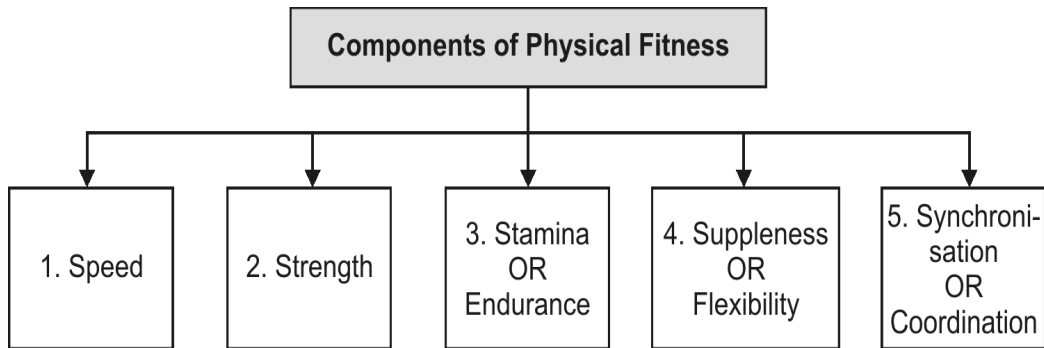 Components of Physical Fitness
1. Speed
2. Strength
3. Stamina
OR
Endurance
4. Suppleness
OR
Flexibility
5. Synchroni-
sation
OR
Coordination